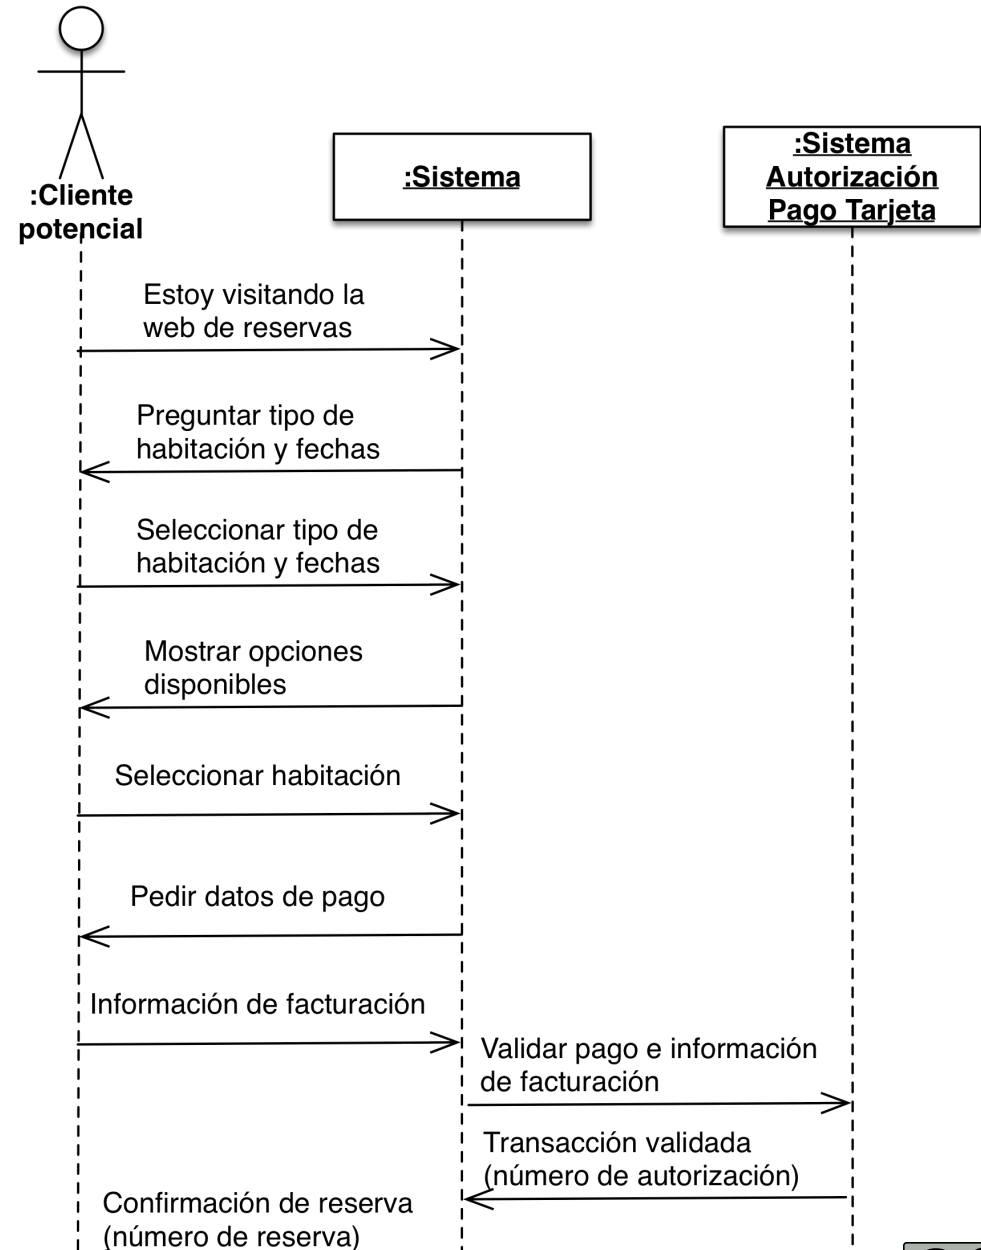 :Cliente
potencial
:Sistema
:Sistema
Autorización
Pago Tarjeta
Estoy visitando la
web de reservas
Preguntar tipo de
habitación y fechas
Seleccionar tipo de
habitación y fechas
Mostrar opciones
disponibles
Seleccionar habitación
Pedir datos de pago
Información de facturación
Validar pago e información
de facturación
Transacción validada
(número de autorización)
Confirmación de reserva
(número de reserva)